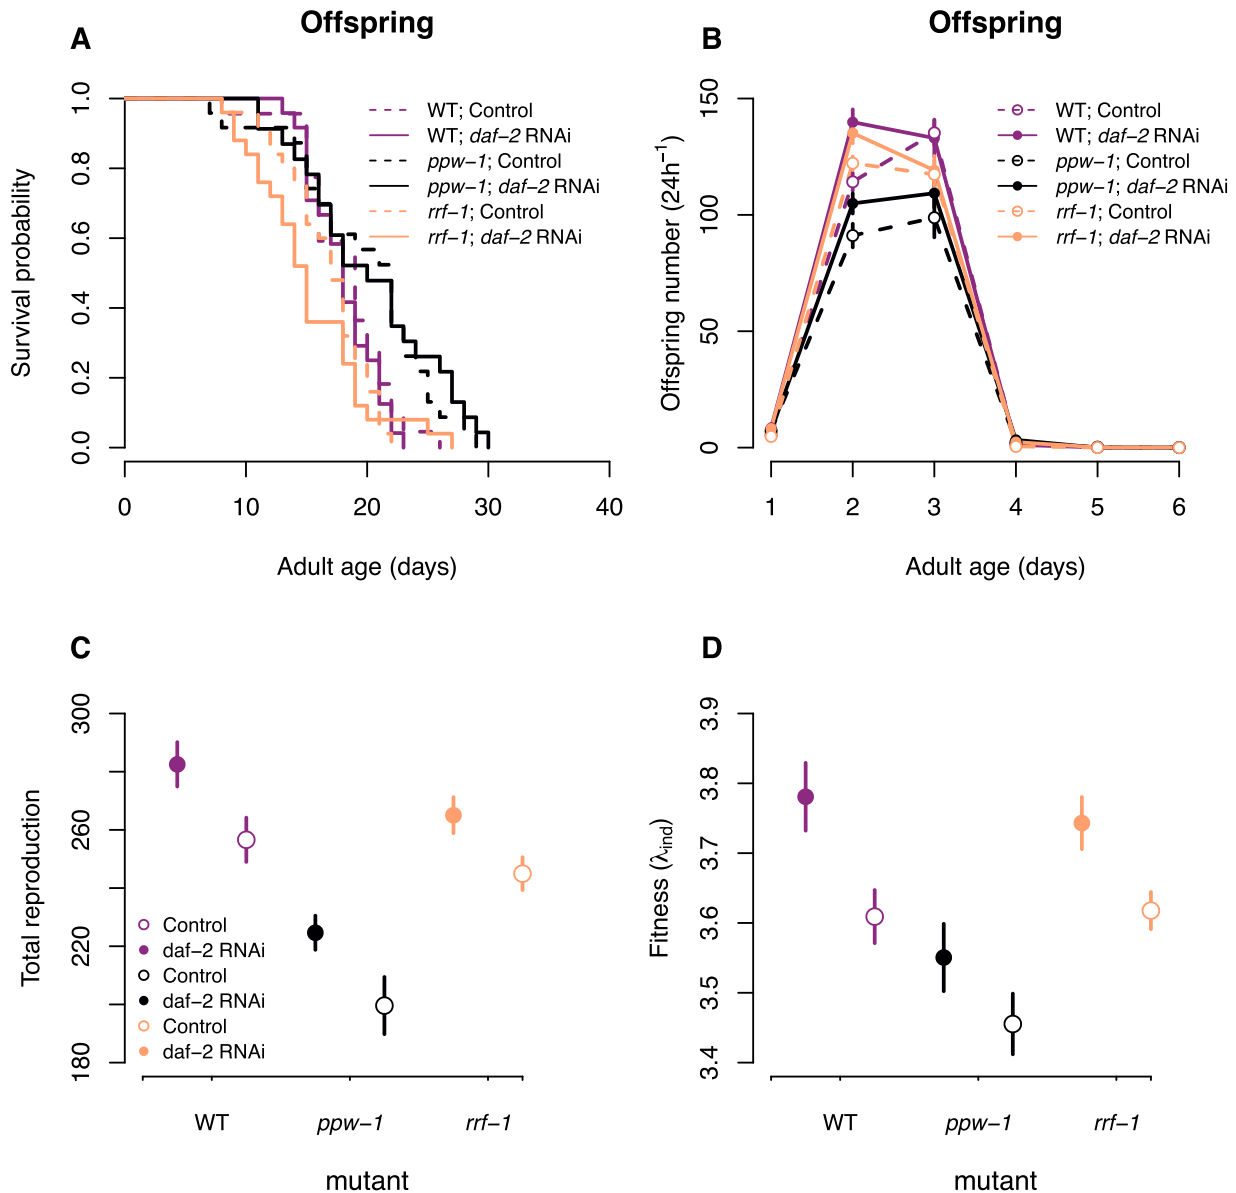 Offspring
A
Survival probability
1.0
0.8
0.6
0.4
0.2
0.0
WT; Control
WT; daf−2 RNAi
ppw−1; Control
ppw−1; daf−2 RNAi
rrf−1; Control
rrf−1; daf−2 RNAi
0 10 20 30 40
Adult age (days)
Offspring
B
Offspring number (24h⁻¹)
150
100
50
0
WT; Control
WT; daf−2 RNAi
ppw−1; Control
ppw−1; daf−2 RNAi
rrf−1; Control
rrf−1; daf−2 RNAi
1 2 3 4 5 6
Adult age (days)
C
Total reproduction
300
260
220
180
Control
daf−2 RNAi
Control
daf−2 RNAi
Control
daf−2 RNAi
WT ppw−1 rrf−1
mutant
D
Fitness (λind)
3.9
3.8
3.7
3.6
3.5
3.4
WT ppw−1 rrf−1
mutant